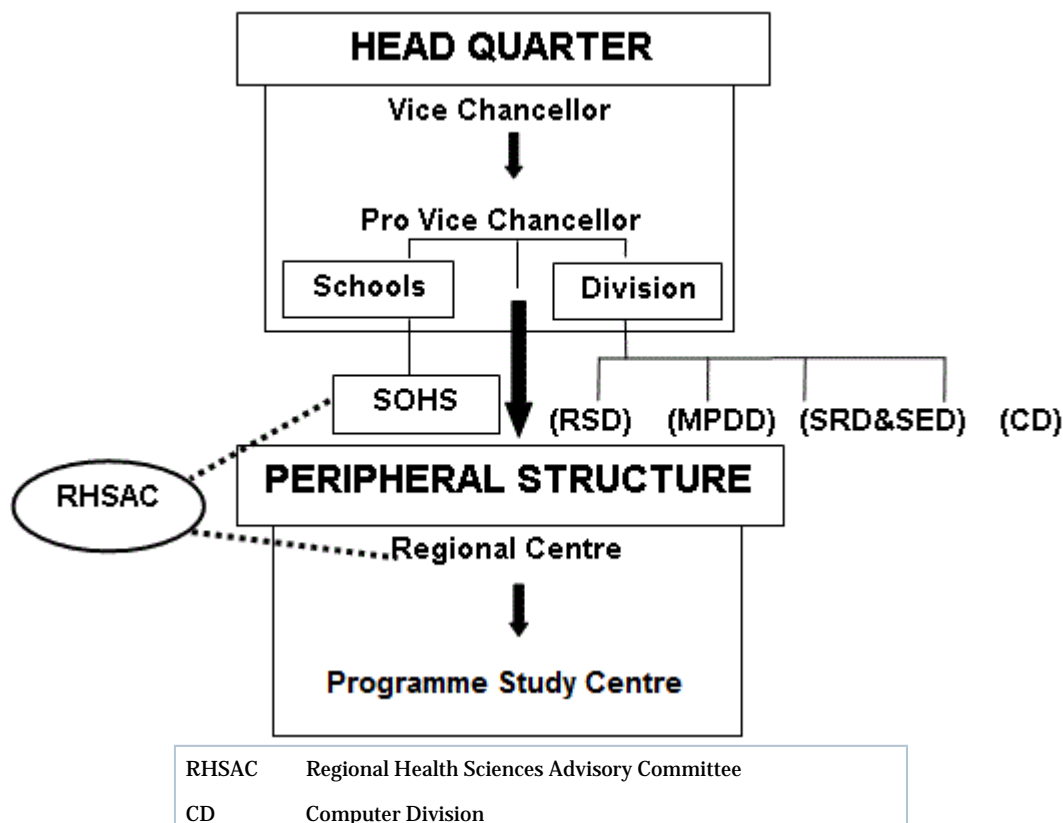 HEAD QUARTER
Vice Chancellor
Pro Vice Chancellor
Schools
Division
SOHS
(RSD) (MPDD) (SRD&SED) (CD)
PERIPHERAL STRUCTURE
RHSAC
Regional Centre
Programme Study Centre
RHSAC Regional Health Sciences Advisory Committee
CD Computer Division